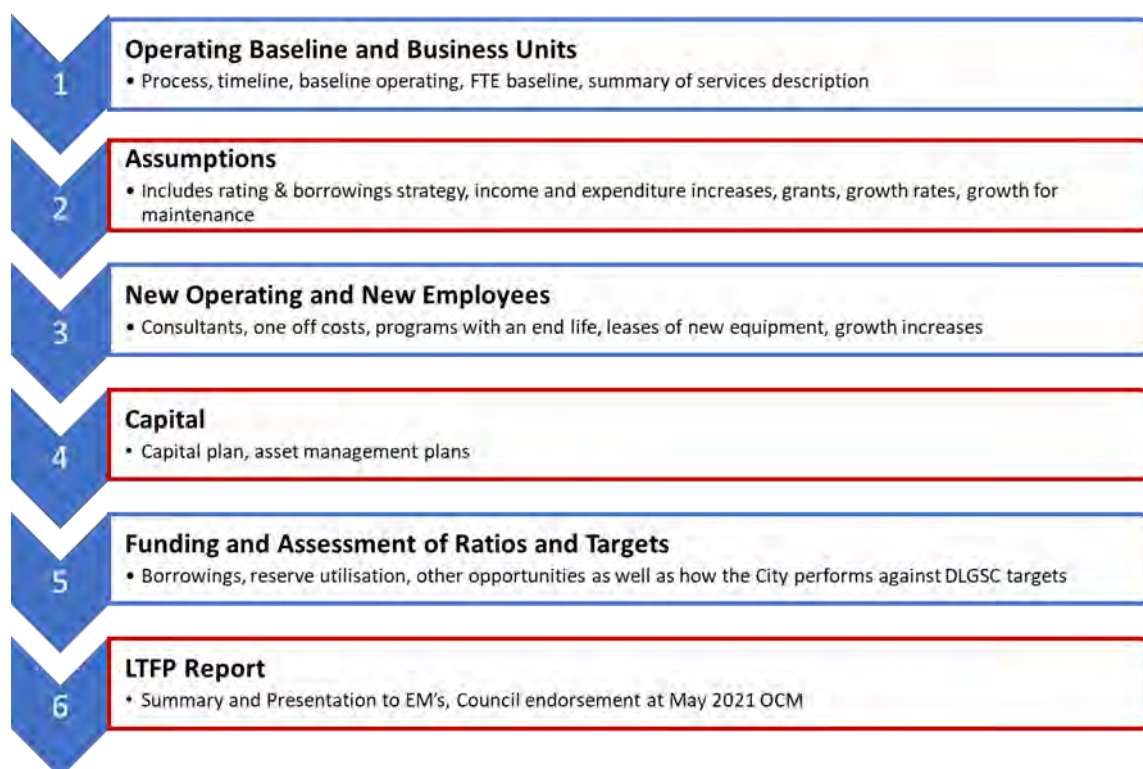 1
Operating Baseline and Business Units
• Process, timeline, baseline operating, FTE baseline, summary of services description
2
Assumptions
• Includes rating & borrowings strategy, income and expenditure increases, grants, growth rates, growth for
maintenance
3
New Operating and New Employees
• Consultants, one off costs, programs with an end life, leases of new equipment, growth increases
4
Capital
• Capital plan, asset management plans
5
Funding and Assessment of Ratios and Targets
• Borrowings, reserve utilisation, other opportunities as well as how the City performs against DLGSC targets
6
LTFP Report
• Summary and Presentation to EM's, Council endorsement at May 2021 OCM